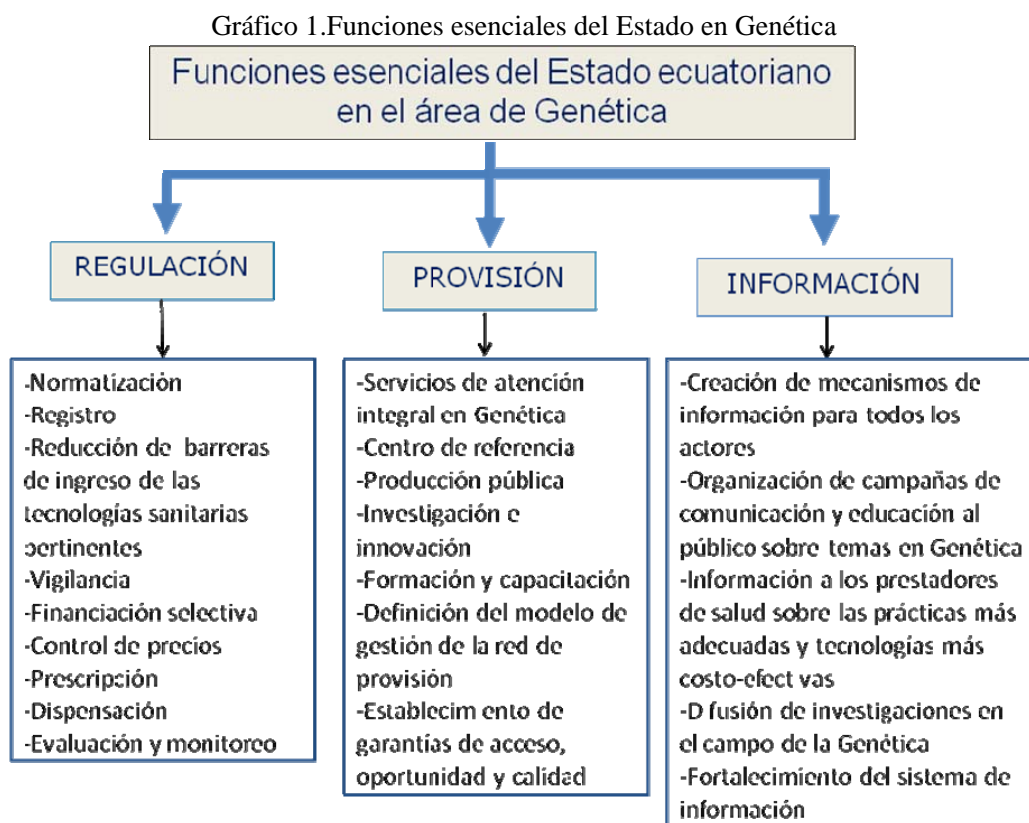 Gráfico 1.Funciones esenciales del Estado en Genética
Funciones esenciales del Estado ecuatoriano
en el área de Genética
REGULACIÓN
-Normatización
-Registro
-Reducción de barreras
de ingreso de las
tecnologías sanitarias
pertinentes
-Vigilancia
-Financiación selectiva
-Control de precios
-Prescripción
-Dispensación
-Evaluación y monitoreo
PROVISIÓN
-Servicios de atención
integral en Genética
-Centro de referencia
-Producción pública
-Investigación e
innovación
-Formación y capacitación
-Definición del modelo de
gestión de la red de
provisión
-Establecim ento de
garantías de acceso,
oportunidad y calidad
INFORMACIÓN
-Creación de mecanismos de
información para todos los
actores
-Organización de campañas de
comunicación y educación al
público sobre temas en Genética
-Información a los prestadores
de salud sobre las prácticas más
adecuadas y tecnologías más
costo-efect vas
-D fusión de investigaciones en
el campo de la Genética
-Fortalecimiento del sistema de
información